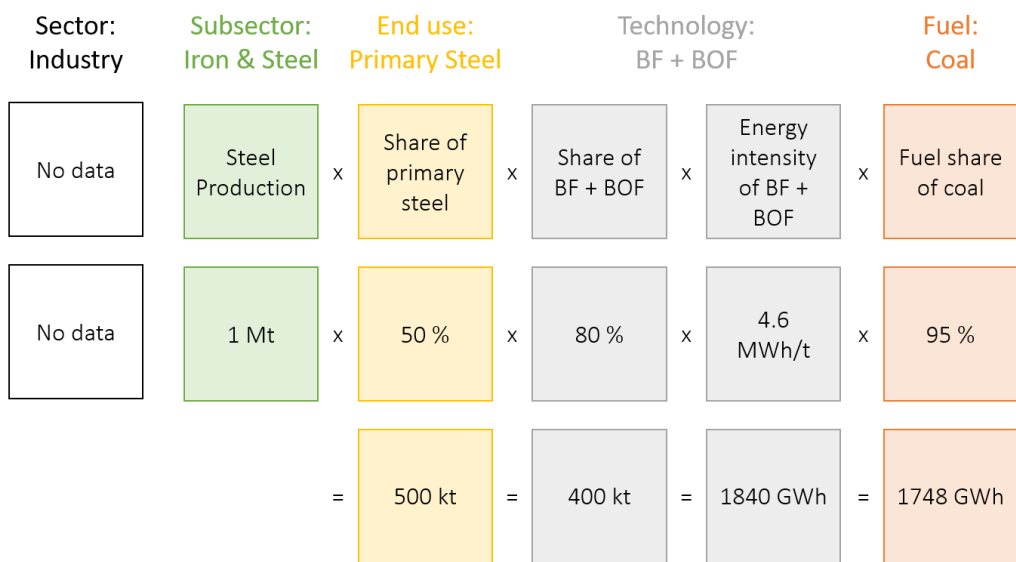 Sector:
Industry
Subsector:
Iron & Steel
End use:
Primary Steel
Technology:
BF + BOF
Fuel:
Coal
No data
Steel
Production
x
Share of
primary
steel
x
Share of
BF + BOF
x
Energy
intensity
of BF +
BOF
x
Fuel share
of coal
No data
1 Mt
x
50 %
x
80 %
x
4.6
MWh/t
x
95 %
=
500 kt
=
400 kt
=
1840 GWh
=
1748 GWh